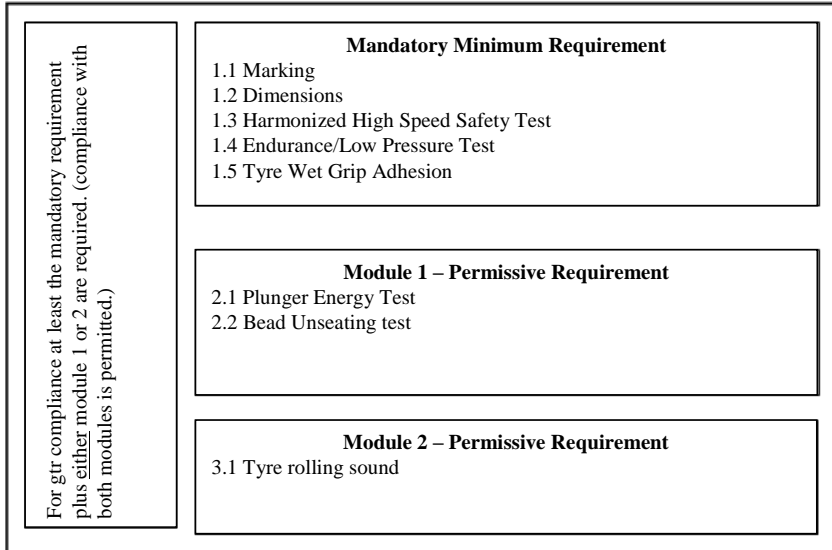 For gtr compliance at least the mandatory requirement
plus either module 1 or 2 are required. (compliance with
both modules is permitted.)
Mandatory Minimum Requirement
1.1 Marking
1.2 Dimensions
1.3 Harmonized High Speed Safety Test
1.4 Endurance/Low Pressure Test
1.5 Tyre Wet Grip Adhesion
Module 1 – Permissive Requirement
2.1 Plunger Energy Test
2.2 Bead Unseating test
Module 2 – Permissive Requirement
3.1 Tyre rolling sound